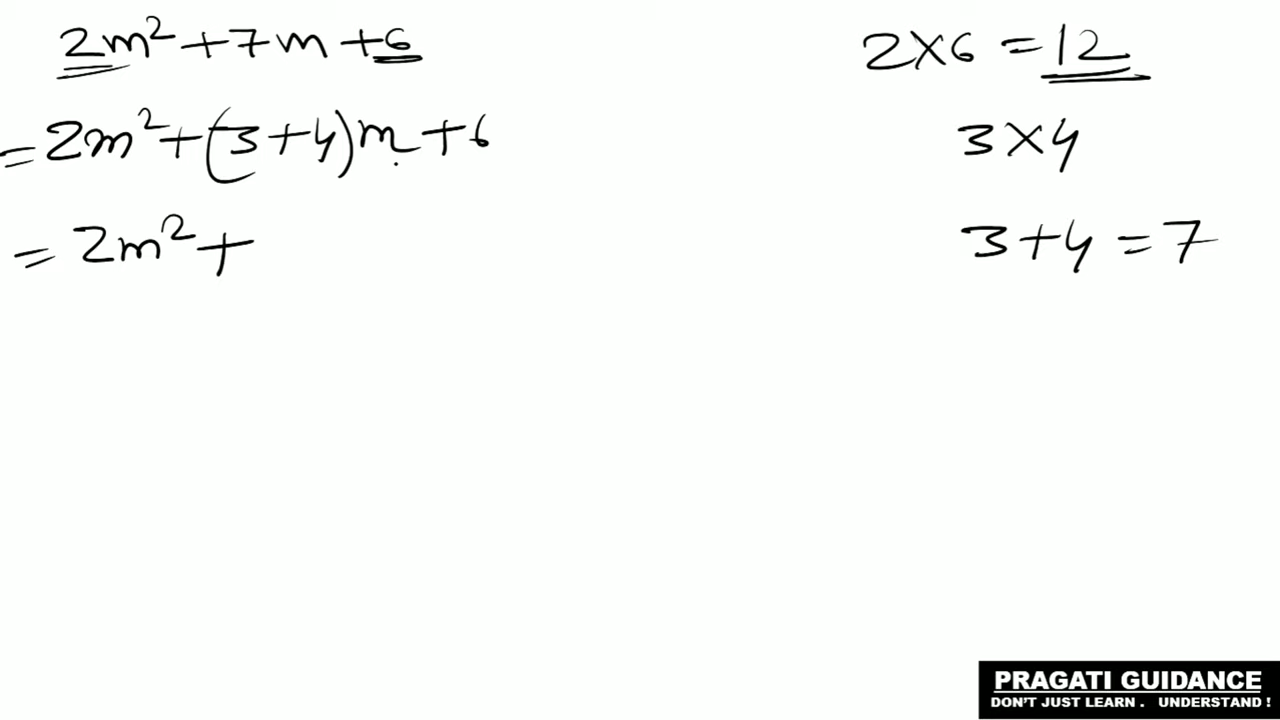 2m² + 7m + 6
= 2m² + (3 + 4)m + 6
= 2m² +
2 × 6 = 12
3 × 4
3 + 4 = 7
PRAGATI GUIDANCE
DON'T JUST LEARN . UNDERSTAND !